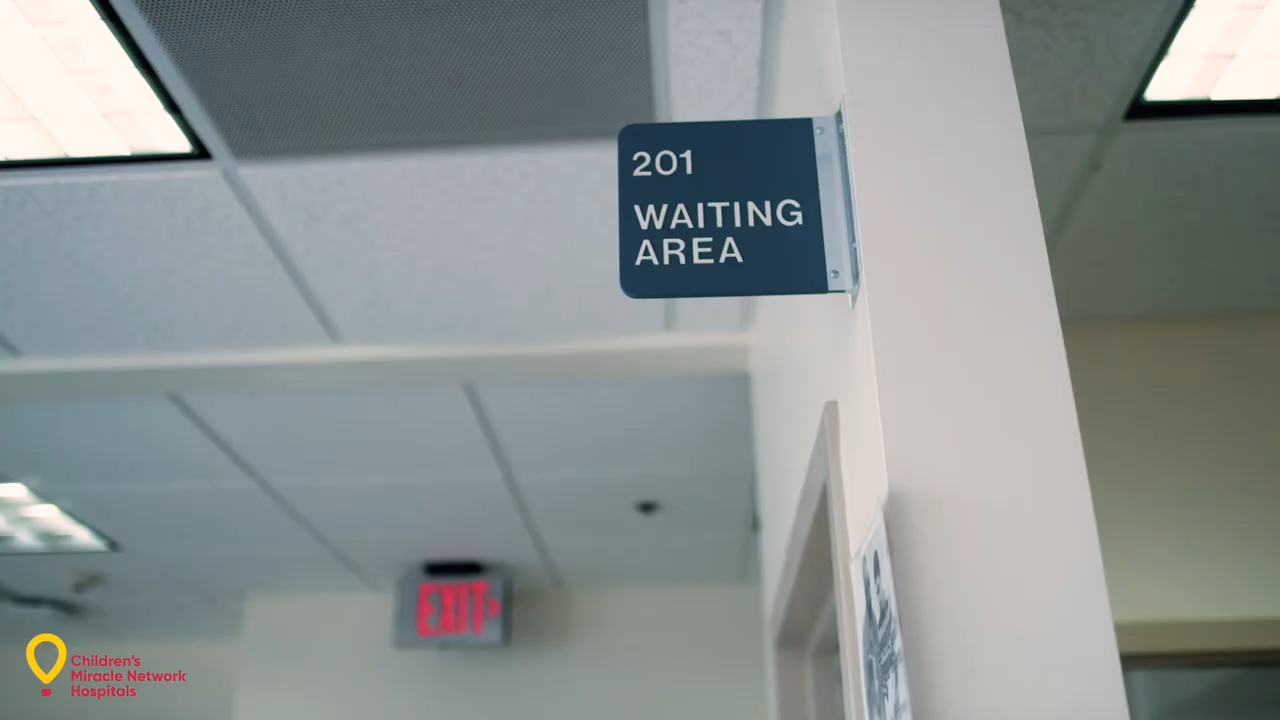 201
WAITING
AREA
EXIT
Children's
Miracle Network
Hospitals